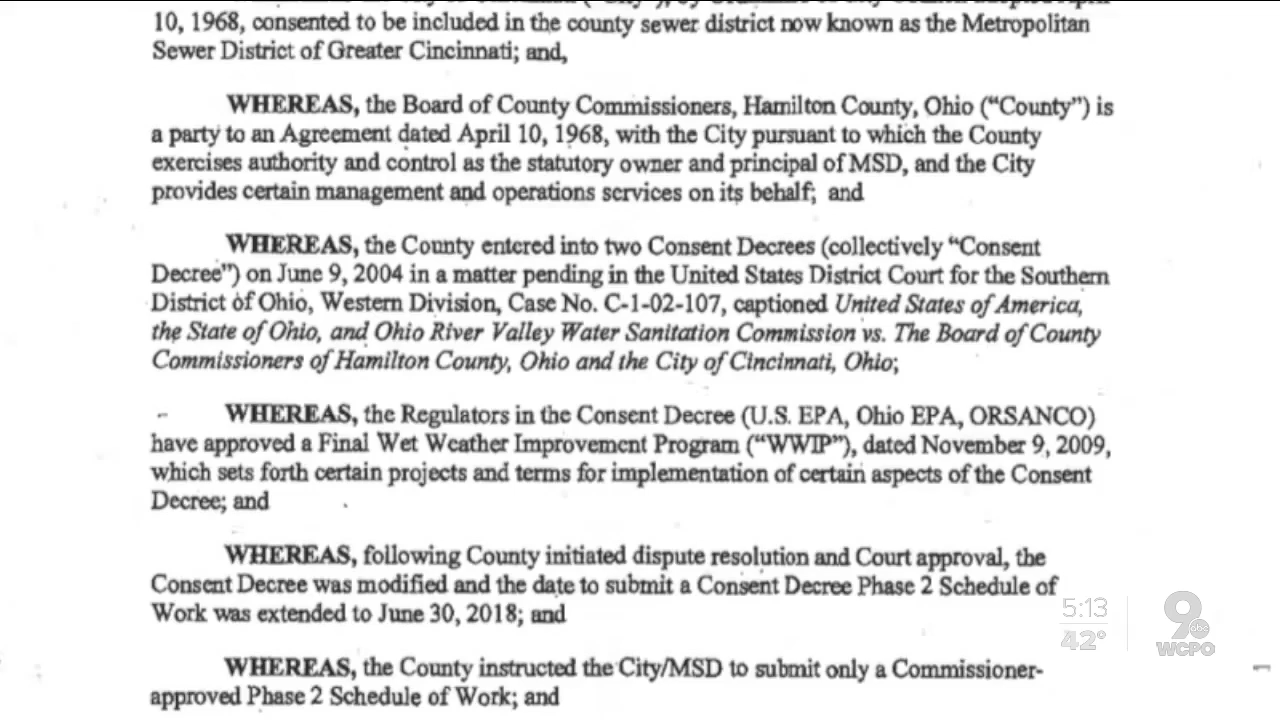 10, 1968, consented to be included in the county sewer district now known as the Metropolitan
Sewer District of Greater Cincinnati; and,
WHEREAS, the Board of County Commissioners, Hamilton County, Ohio (“County”) is
a party to an Agreement dated April 10, 1968, with the City pursuant to which the County
exercises authority and control as the statutory owner and principal of MSD, and the City
provides certain management and operations services on its behalf; and
WHEREAS, the County entered into two Consent Decrees (collectively “Consent
Decree”) on June 9, 2004 in a matter pending in the United States District Court for the Southern
District of Ohio, Western Division, Case No. C-1-02-107, captioned United States of America,
the State of Ohio, and Ohio River Valley Water Sanitation Commission vs. The Board of County
Commissioners of Hamilton County, Ohio and the City of Cincinnati, Ohio;
WHEREAS, the Regulators in the Consent Decree (U.S. EPA, Ohio EPA, ORSANCO)
have approved a Final Wet Weather Improvement Program (“WWIP”), dated November 9, 2009,
which sets forth certain projects and terms for implementation of certain aspects of the Consent
Decree; and
WHEREAS, following County initiated dispute resolution and Court approval, the
Consent Decree was modified and the date to submit a Consent Decree Phase 2 Schedule of
Work was extended to June 30, 2018; and
WHEREAS, the County instructed the City/MSD to submit only a Commissioner-
approved Phase 2 Schedule of Work; and
5:13
42°
9
abc
WCPO